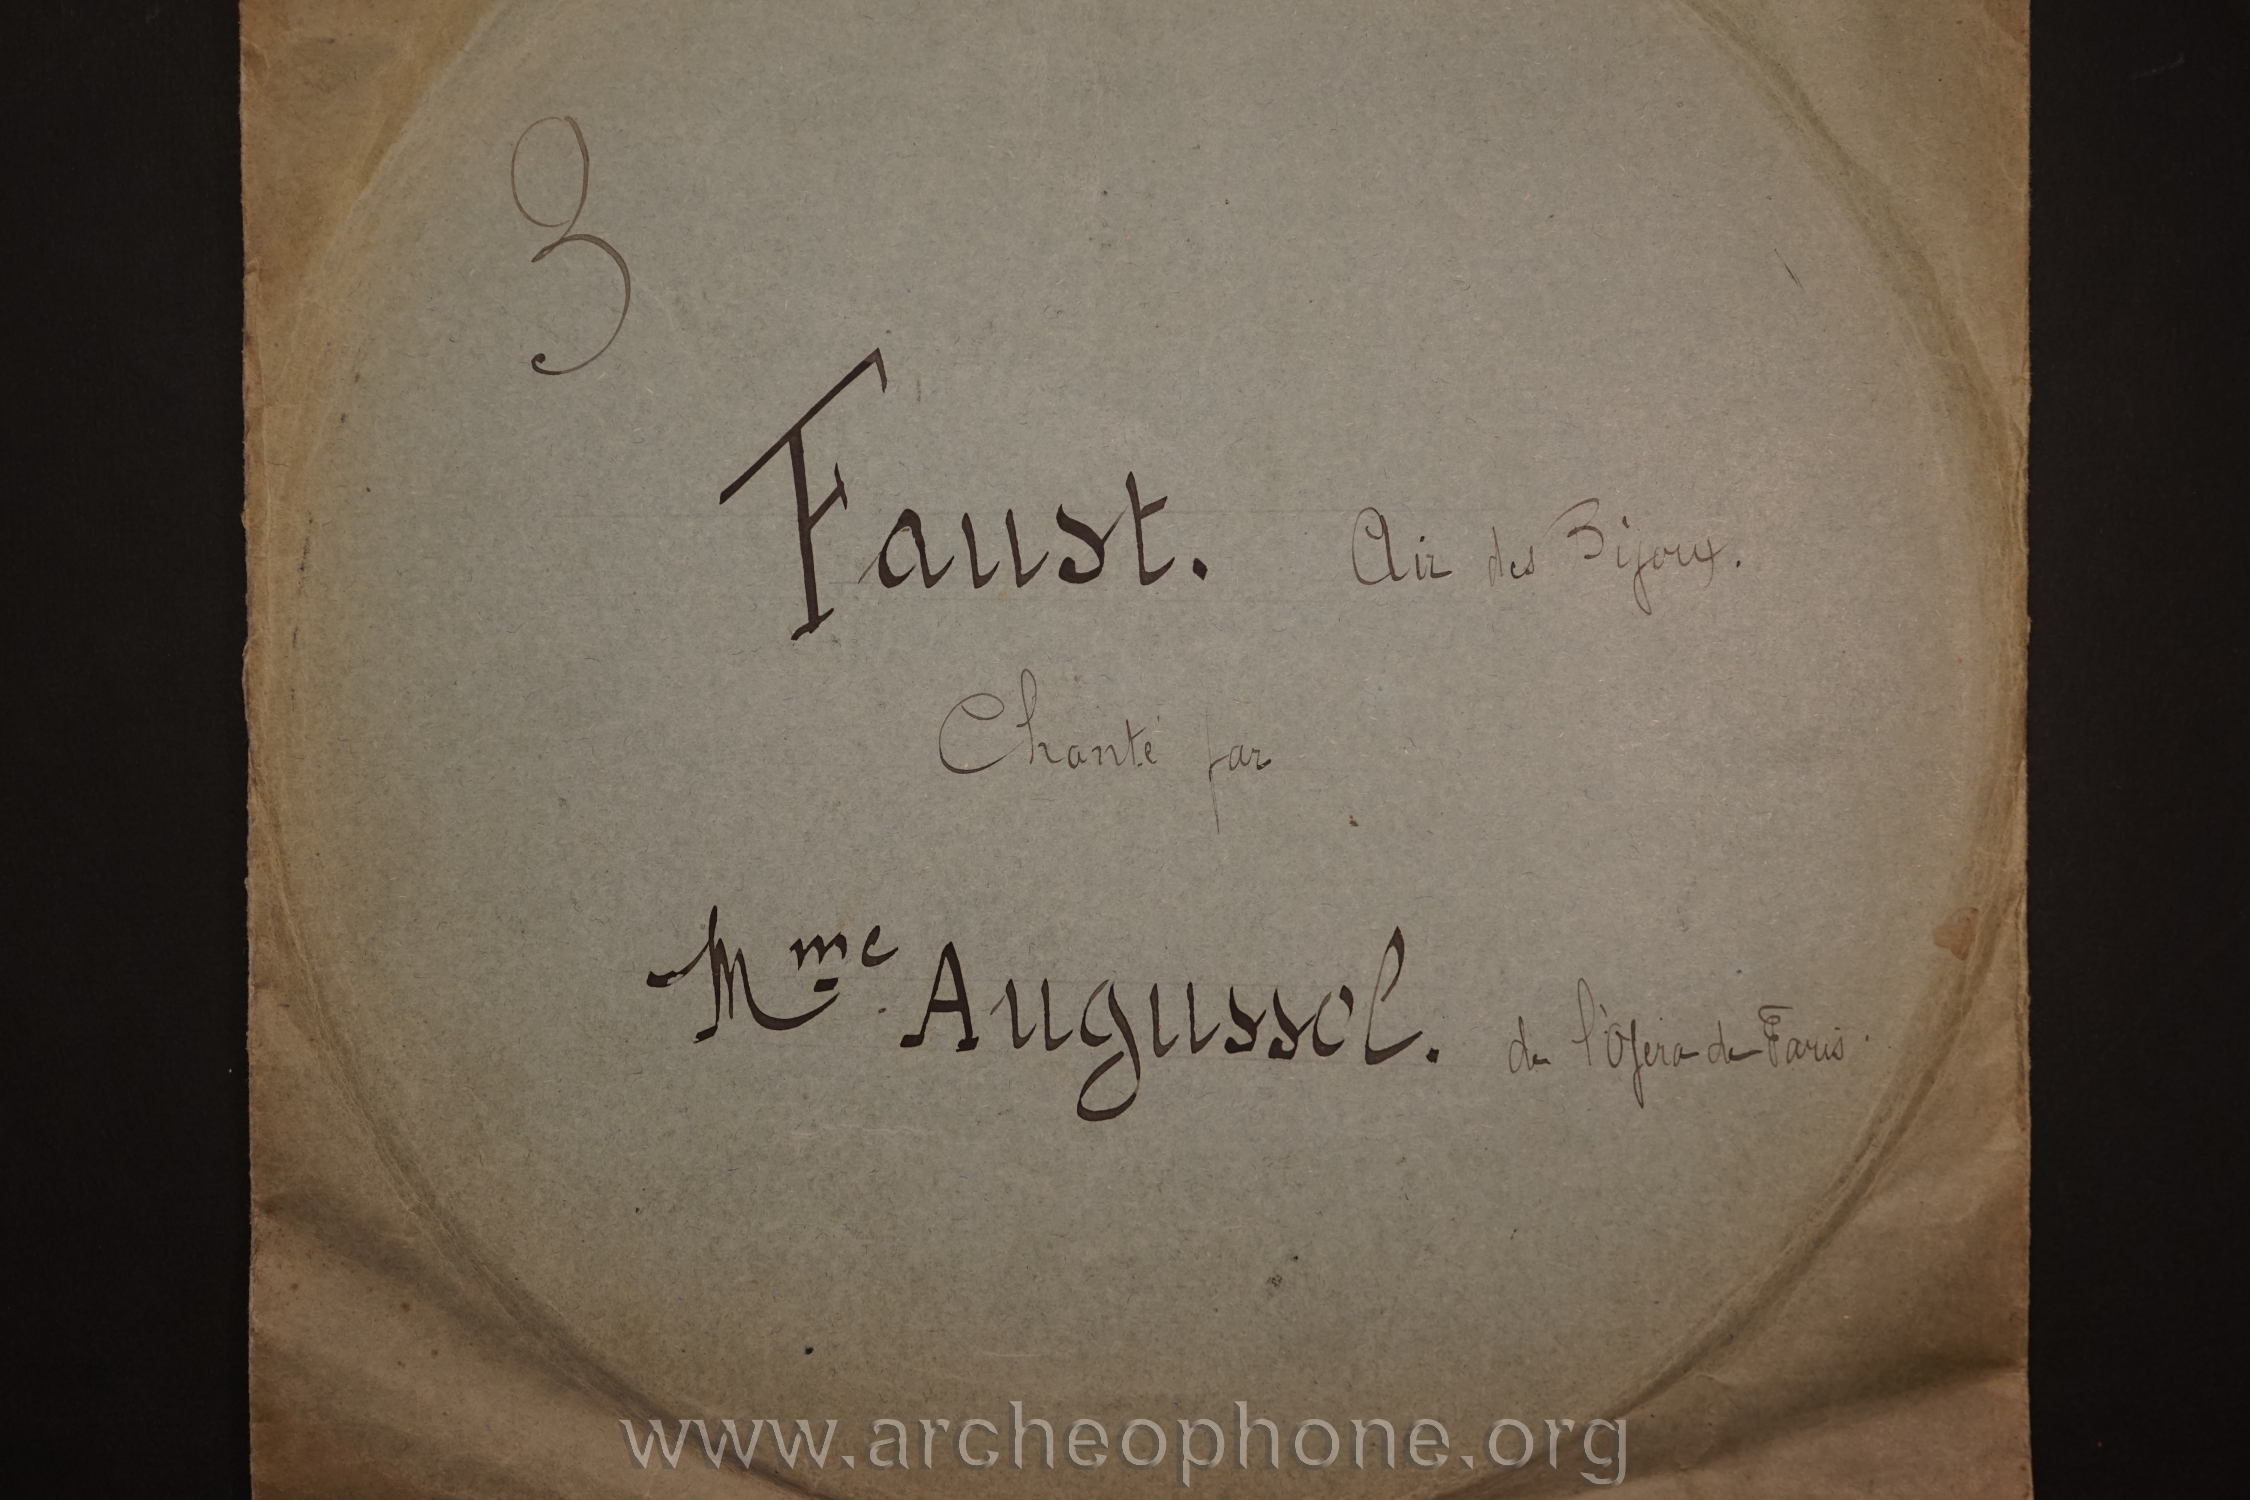 3
Faust. Air des Bijoux.
Chanté par
Mme Augussol. de l'Opéra de Paris.
www.archeophone.org